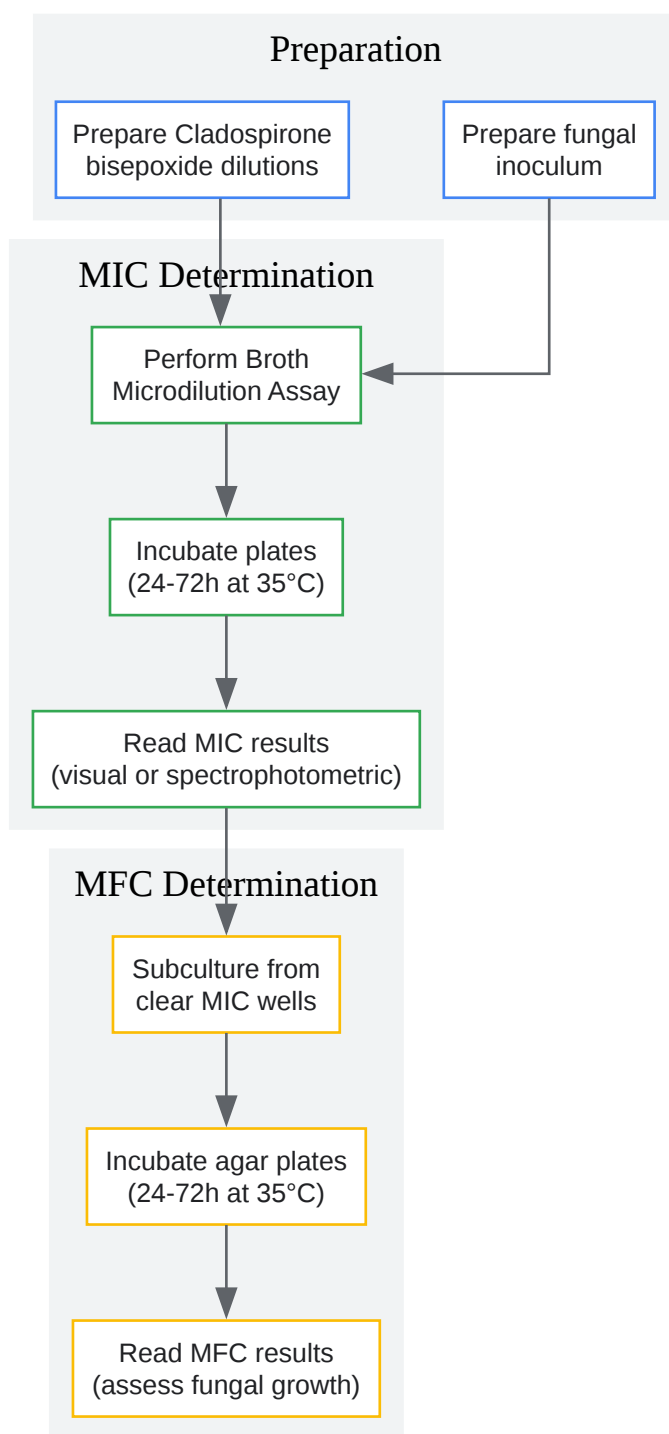 Preparation
Prepare Cladospirone
bisepoxide dilutions
Prepare fungal
inoculum
MIC Determination
Perform Broth
Microdilution Assay
Incubate plates
(24-72h at 35°C)
Read MIC results
(visual or spectrophotometric)
MFC Determination
Subculture from
clear MIC wells
Incubate agar plates
(24-72h at 35°C)
Read MFC results
(assess fungal growth)